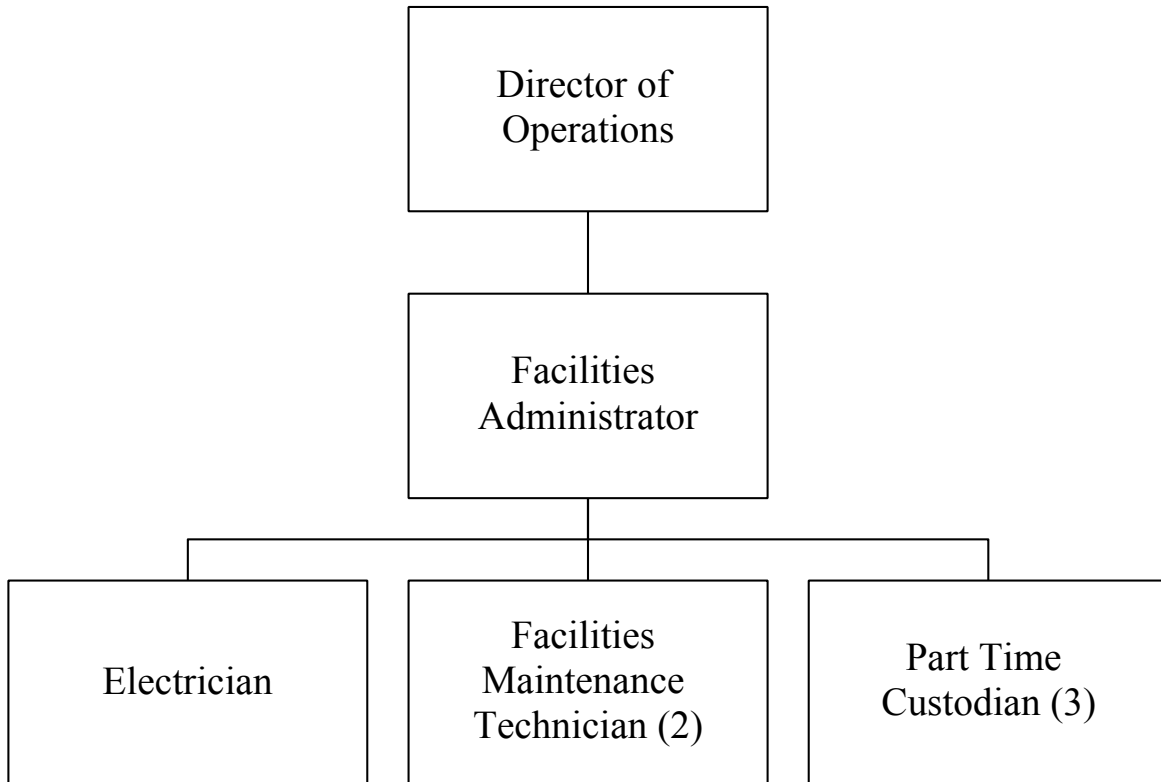 Director of
Operations
Facilities
Administrator
Electrician
Facilities
Maintenance
Technician (2)
Part Time
Custodian (3)